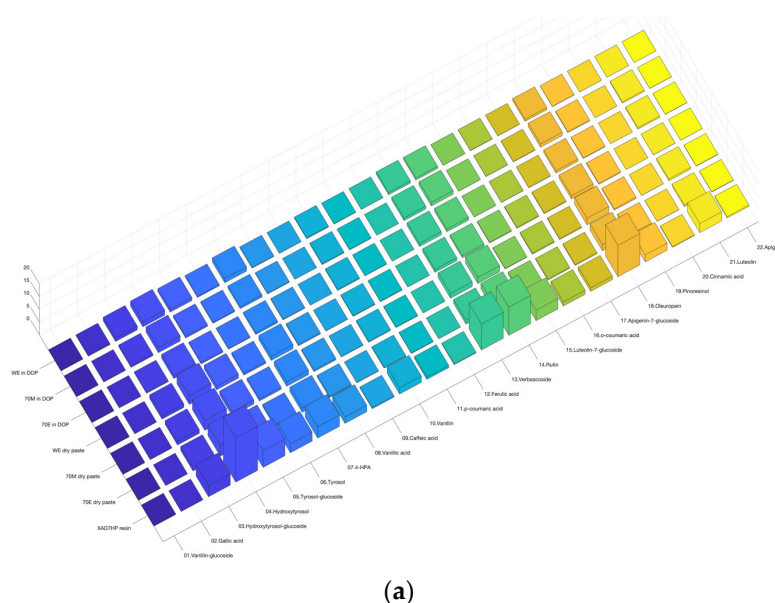 20
15
10
5
0
WE in DOP
70M in DOP
70E in DOP
WE dry paste
70M dry paste
70E dry paste
XAD7HP resin
01.Vanillin-glucoside
02.Gallic acid
03.Hydroxytyrosol-glucoside
04.Hydroxytyrosol
05.Tyrosol-glucoside
06.Tyrosol
07.4-HPA
08.Vanillic acid
09.Caffeic acid
10.Vanillin
11.p-coumaric acid
12.Ferulic acid
13.Verbascoside
14.Rutin
15.Luteolin-7-glucoside
16.o-coumaric acid
17.Apigenin-7-glucoside
18.Oleuropein
19.Pinoresinol
20.Cinnamic acid
21.Luteolin
22.Apig
(a)